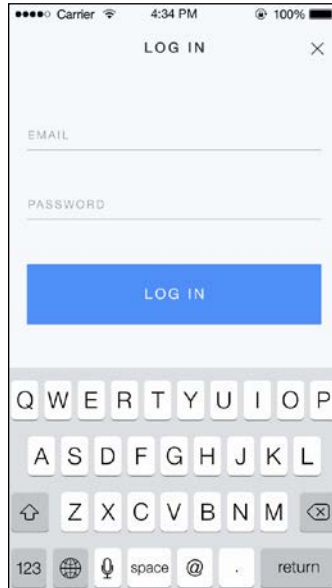 Carrier 4:34 PM 100%
LOG IN
EMAIL
PASSWORD
LOG IN
Q W E R T Y U I O P
A S D F G H J K L
Z X C V B N M
123 space @ . return